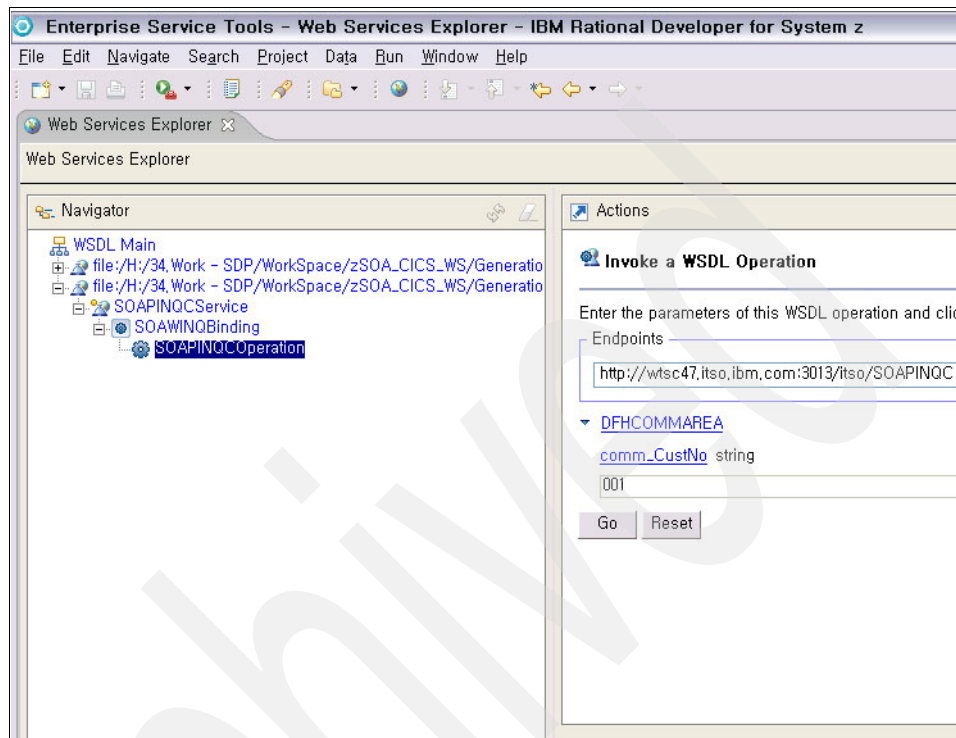 Enterprise Service Tools - Web Services Explorer - IBM Rational Developer for System z
File Edit Navigate Search Project Data Run Window Help
Web Services Explorer
Web Services Explorer
Navigator
WSDL Main
file:/H:/34,Work - SDP/WorkSpace/zSOA_CICS_WS/Generatio
file:/H:/34,Work - SDP/WorkSpace/zSOA_CICS_WS/Generatio
SOAPINQCService
SOAWINQBinding
SOAPINQCOperation
Actions
Invoke a WSDL Operation
Enter the parameters of this WSDL operation and clic
Endpoints
http://wtsc47,itso,ibm,com:3013/itso/SOAPINQC
DFHCOMMAREA
comm_CustNo string
001
Go Reset
hived